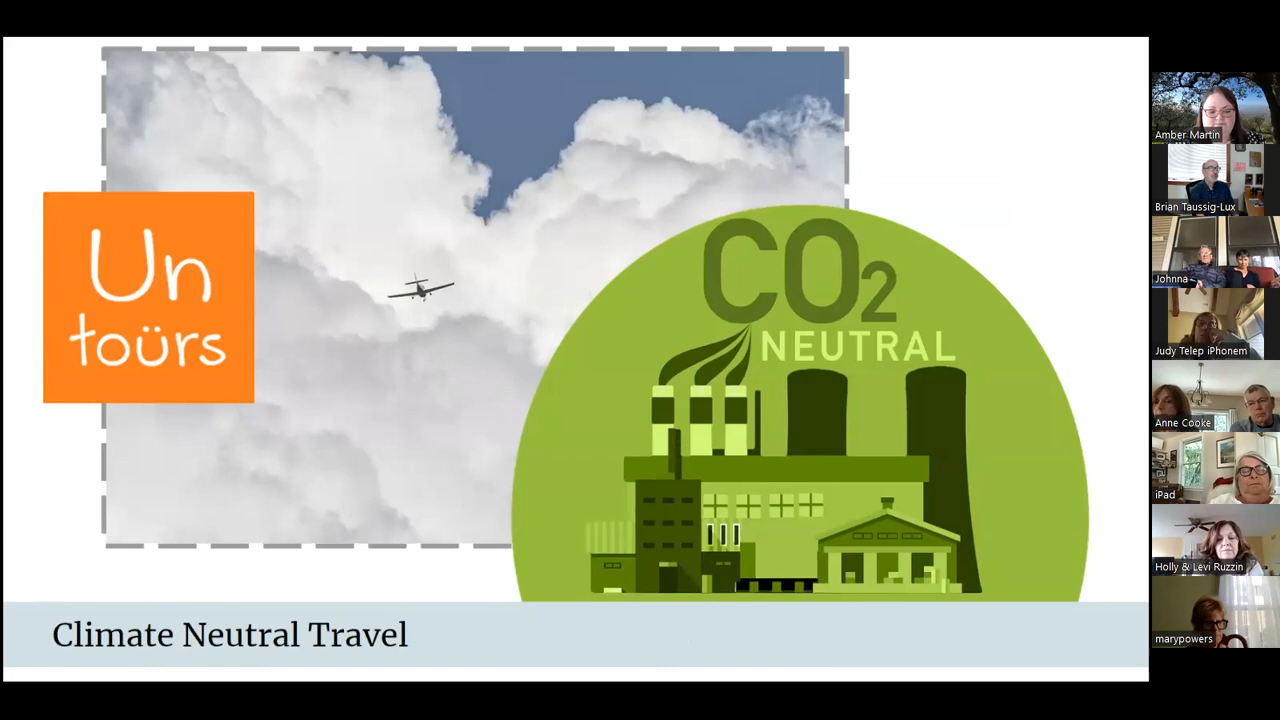 Un
toürs
CO2
NEUTRAL
Climate Neutral Travel
Amber Martin
Brian Taussig-Lux
Johnna
Judy Telep iPhonem
Anne Cooke
iPad
Holly & Levi Ruzzin
marypowers